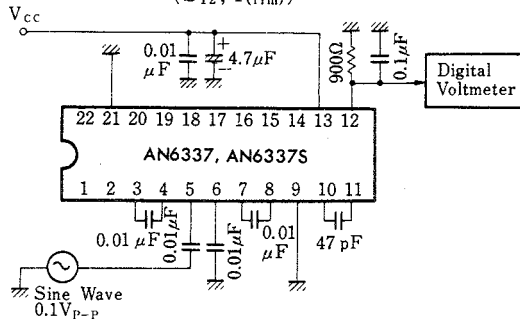 (I₁₂, I(lim))
Vcc
0.01 μF
+
4.7μF
900Ω
0.1μF
Digital Voltmeter
22 21 20 19 18 17 16 15 14 13 12
AN6337, AN6337S
1 2 3 4 5 6 7 8 9 10 11
0.01 μF
0.01μF
0.01μF
0.01 μF
47 pF
Sine Wave
0.1VP-P